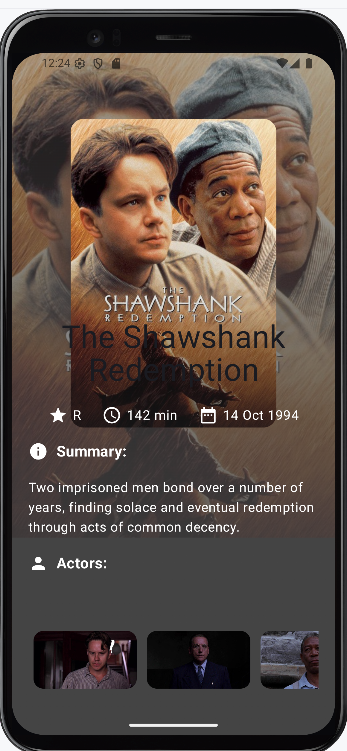 12:24
THE
SHAWSHANK
REDEMPTION
The Shawshank
Redemption
R 142 min 14 Oct 1994
Summary:
Two imprisoned men bond over a number of
years, finding solace and eventual redemption
through acts of common decency.
Actors: